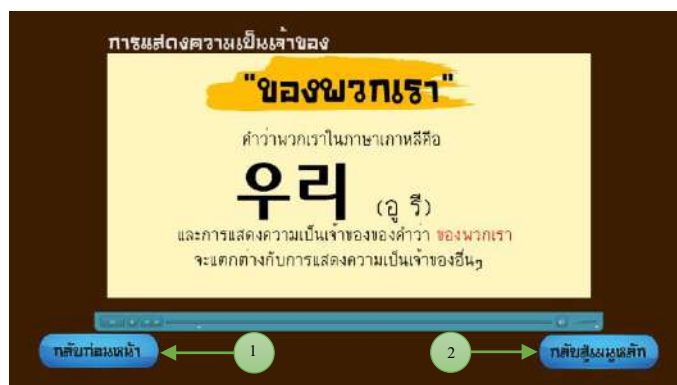 การแสดงความเป็นเจ้าของ
"ของพวกเรา"
คำว่าพวกเราในภาษาเกาหลีคือ
우리 (อู รี)
และการแสดงความเป็นเจ้าของของคำว่า ของพวกเรา
จะแตกต่างกับการแสดงความเป็นเจ้าของอื่นๆ
กลับก่อนหน้า 1 2 กลับสู่เมนูหลัก